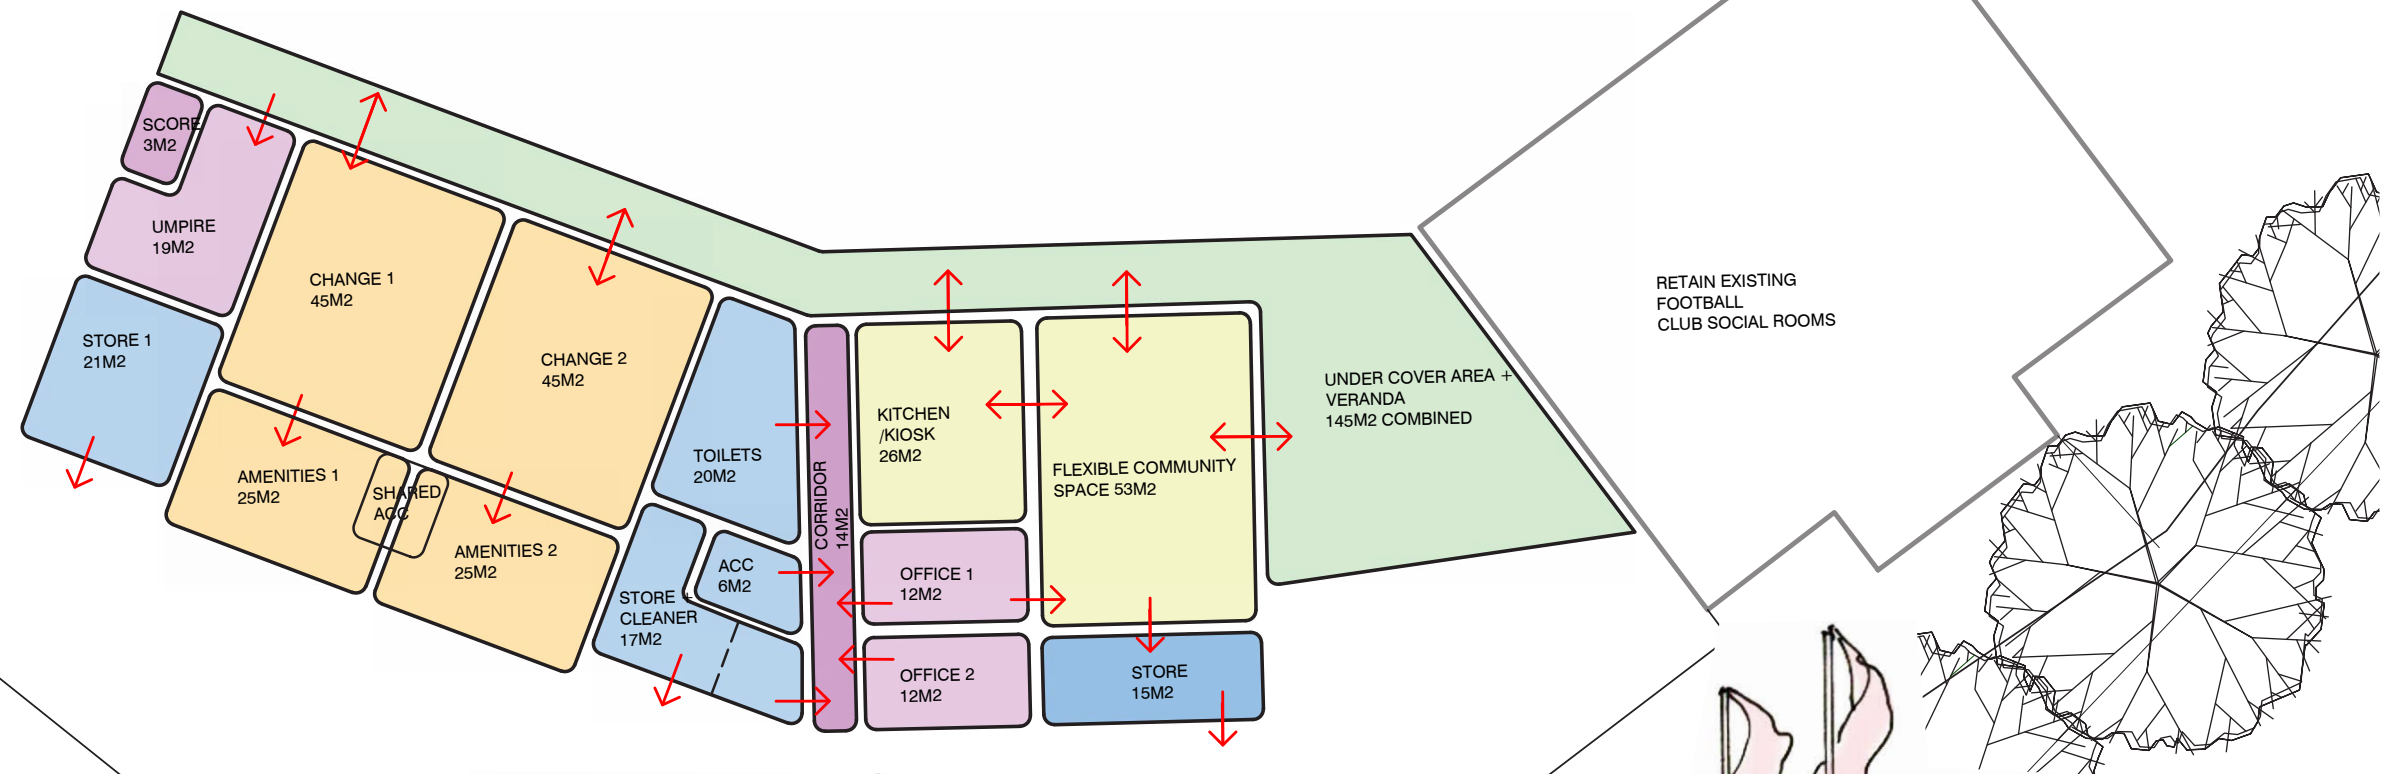 SCORE
3M2
UMPIRE
19M2
STORE 1
21M2
CHANGE 1
45M2
CHANGE 2
45M2
AMENITIES 1
25M2
SHARED
ACC
AMENITIES 2
25M2
TOILETS
20M2
STORE +
CLEANER
17M2
ACC
6M2
CORRIDOR
14M2
KITCHEN
/KIOSK
26M2
OFFICE 1
12M2
OFFICE 2
12M2
FLEXIBLE COMMUNITY
SPACE 53M2
STORE
15M2
UNDER COVER AREA +
VERANDA
145M2 COMBINED
RETAIN EXISTING
FOOTBALL
CLUB SOCIAL ROOMS